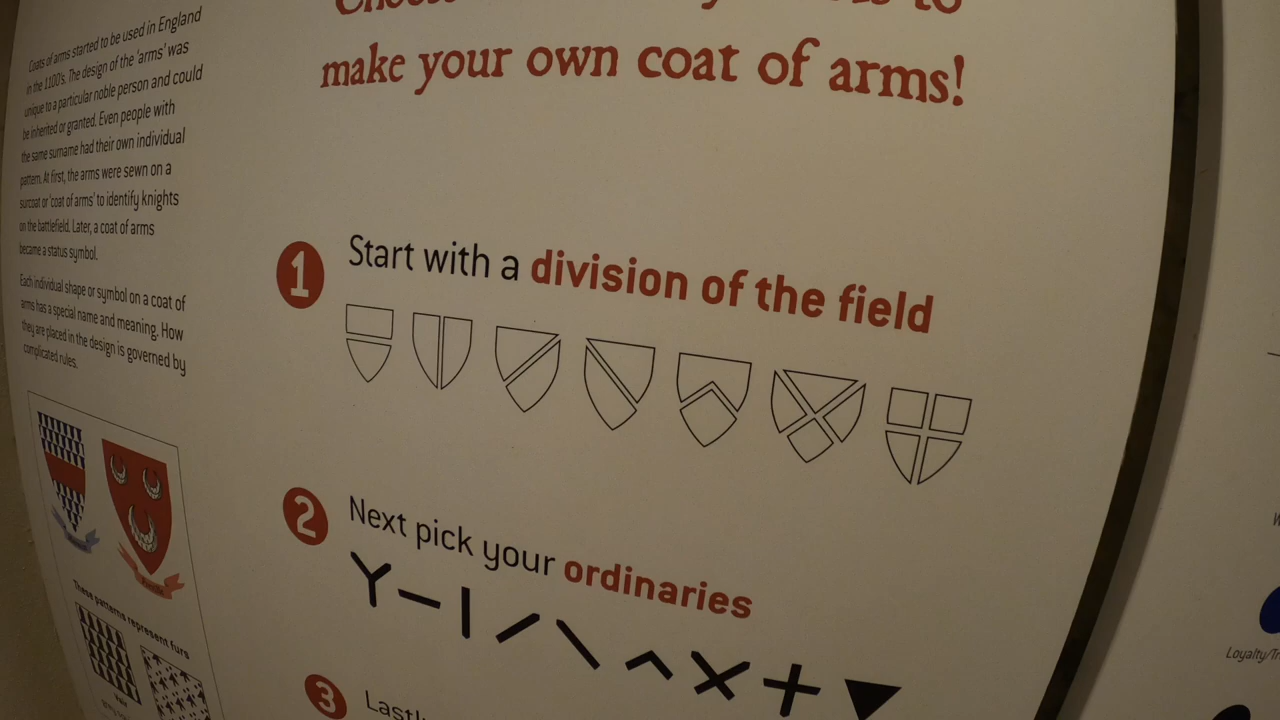 Coats of arms started to be used in England
in the 1100's. The design of the 'arms' was
unique to a particular noble person and could
be inherited or granted. Even people with
the same surname had their own individual
pattern. At first, the arms were sewn on a
surcoat or 'coat of arms' to identify knights
on the battlefield. Later, a coat of arms
became a status symbol.
Each individual shape or symbol on a coat of
arms has a special name and meaning. How
they are placed in the design is governed by
complicated rules.
These patterns represent furs
Choose
to
make your own coat of arms!
1
Start with a division of the field
2
Next pick your ordinaries
3
Loyalty/